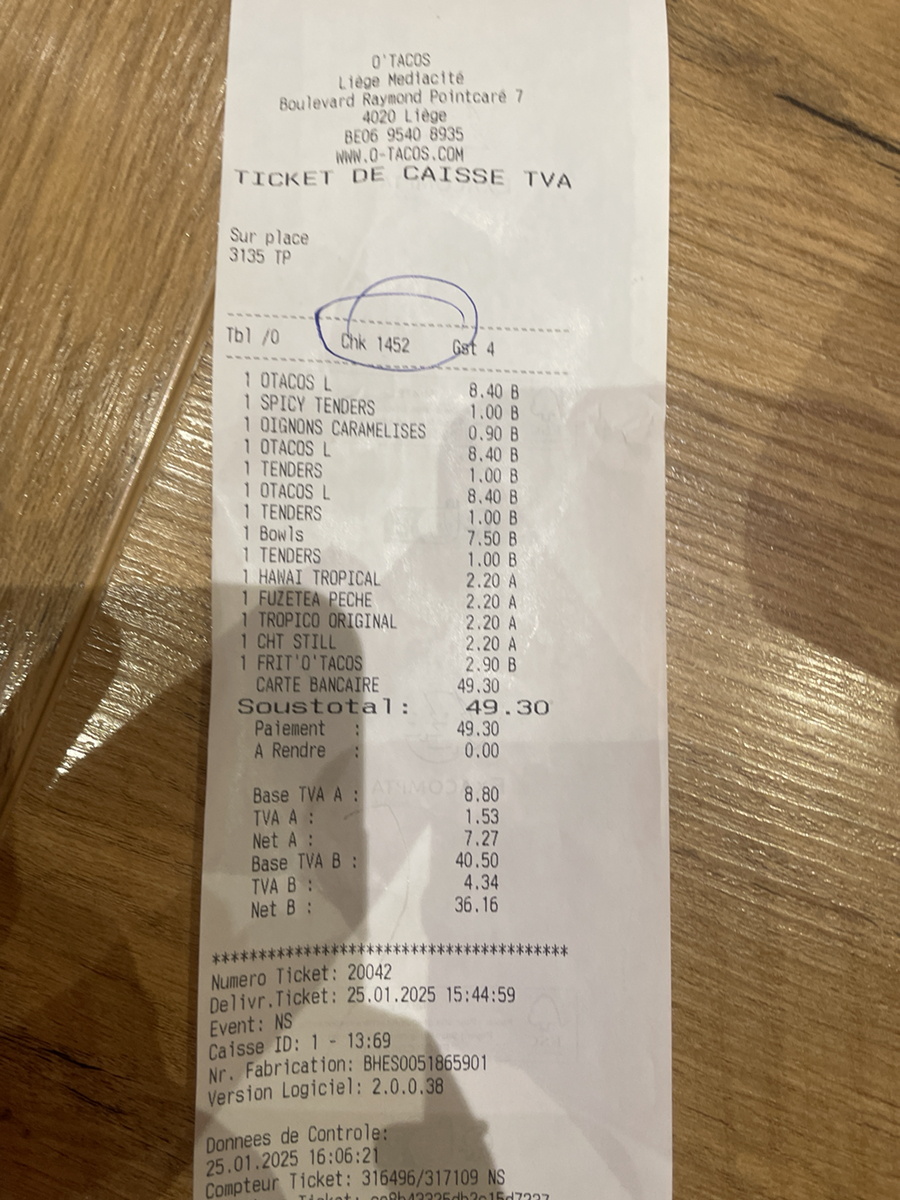 O'TACOS
Liège Mediacité
Boulevard Raymond Pointcaré 7
4020 Liège
BE06 9540 8935
WWW.O-TACOS.COM
TICKET DE CAISSE TVA
Sur place
3135 TP
Tbl /0 Chk 1452 Gst 4
1 OTACOS L 8.40 B
1 SPICY TENDERS 1.00 B
1 OIGNONS CARAMELISES 0.90 B
1 OTACOS L 8.40 B
1 TENDERS 1.00 B
1 OTACOS L 8.40 B
1 TENDERS 1.00 B
1 Bowls 7.50 B
1 TENDERS 1.00 B
1 HAWAI TROPICAL 2.20 A
1 FUZETEA PECHE 2.20 A
1 TROPICO ORIGINAL 2.20 A
1 CHT STILL 2.20 A
1 FRIT'O'TACOS 2.90 B
CARTE BANCAIRE 49.30
Soustotal: 49.30
Paiement : 49.30
A Rendre : 0.00
Base TVA A : 8.80
TVA A : 1.53
Net A : 7.27
Base TVA B : 40.50
TVA B : 4.34
Net B : 36.16
****************************************
Numero Ticket: 20042
Delivr.Ticket: 25.01.2025 15:44:59
Event: NS
Caisse ID: 1 - 13:69
Nr. Fabrication: BHES0051865901
Version Logiciel: 2.0.0.38
Donnees de Controle:
25.01.2025 16:06:21
Compteur Ticket: 316496/317109 NS
Ticket: